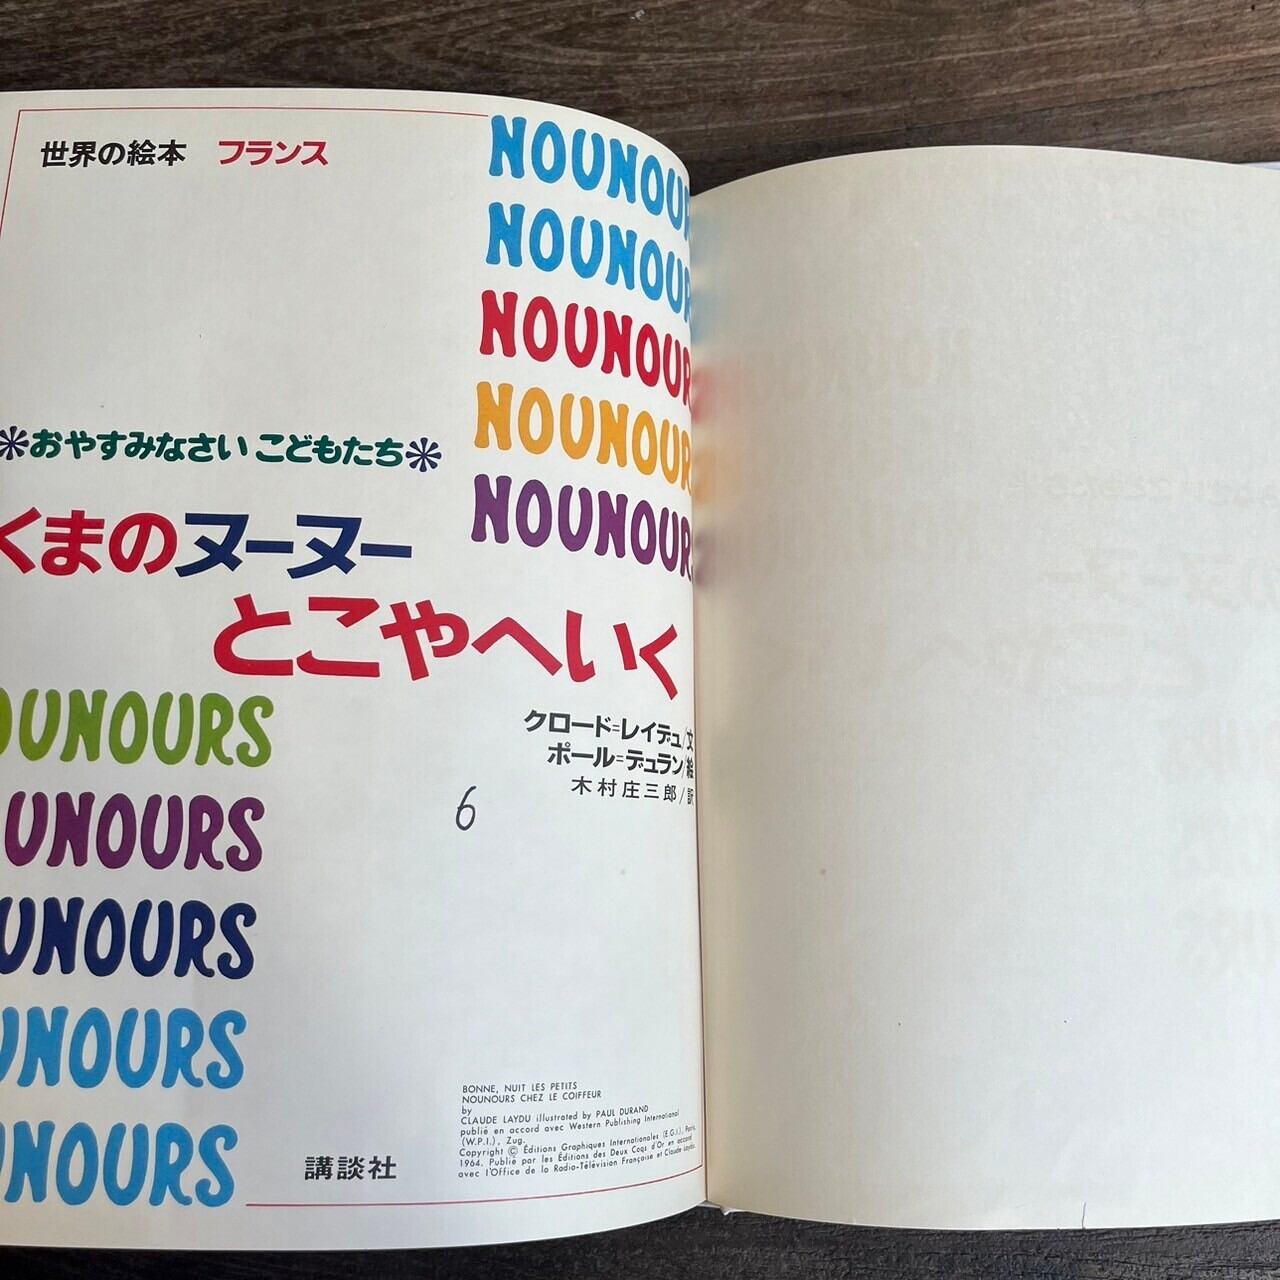 世界の絵本 フランス
NOUNOUR
NOUNOUR
NOUNOUR
NOUNOUR
NOUNOURS
＊おやすみなさい こどもたち＊
くまのヌーヌー
とこやへいく
クロード=レイデュ/文
ポール=デュラン/絵
木村庄三郎/訳
6
OUNOURS
UNOURS
UNOURS
UNOURS
UNOURS
BONNE, NUIT LES PETITS
NOUNOURS CHEZ LE COIFFEUR
by
CLAUDE LAYDU illustrated by PAUL DURAND
publié en accord avec Western Publishing International
(W.P.I.), Zug.
Copyright © Éditions Graphiques Internationales (E.G.I.), Paris,
1964. Publié par les Éditions des Deux Coqs d'Or en accord
avec l'Office de la Radio-Télévision Française et Claude Laydu.
講談社